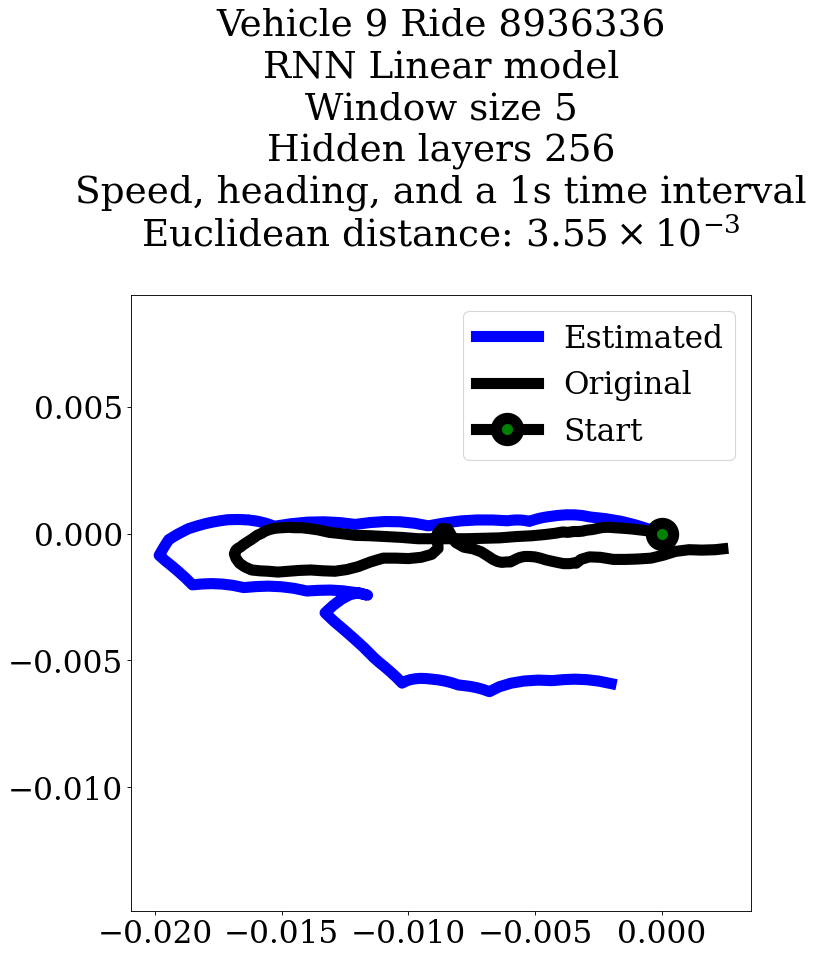 Vehicle 9 Ride 8936336
RNN Linear model
Window size 5
Hidden layers 256
Speed, heading, and a 1s time interval
Euclidean distance: 3.55 × 10⁻³
Estimated
Original
Start
0.005
0.000
−0.005
−0.010
−0.020 −0.015 −0.010 −0.005 0.000